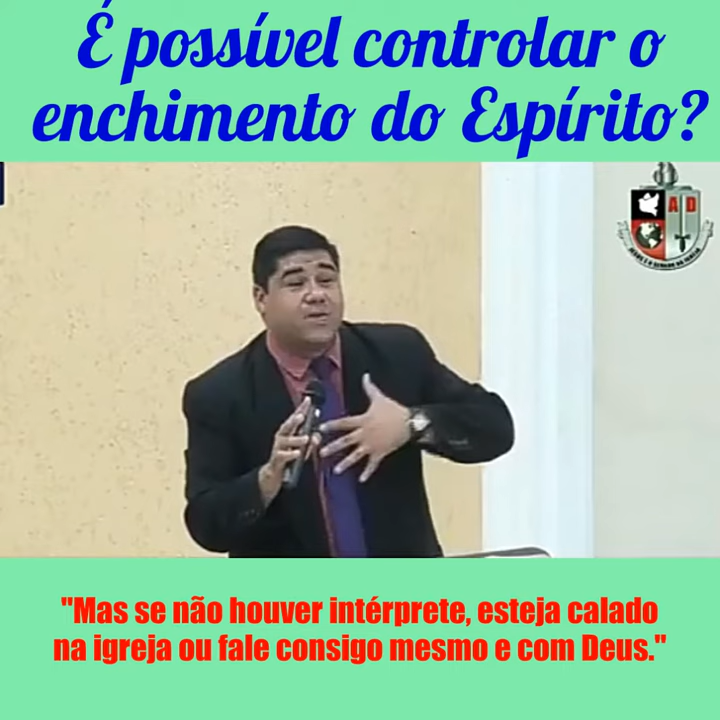 É possível controlar o
enchimento do Espírito?
A D
"Mas se não houver intérprete, esteja calado
na igreja ou fale consigo mesmo e com Deus."